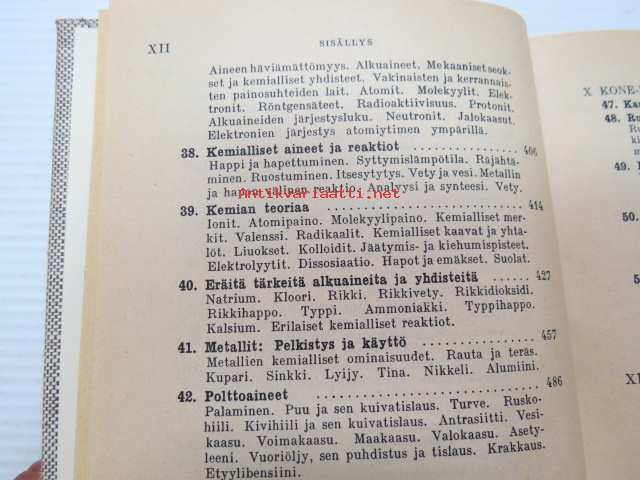 XII SISÄLLYS
Aineen häviämättömyys. Alkuaineet. Mekaaniset seok-
set ja kemialliset yhdisteet. Vakinaisten ja kerrannais-
ten painosuhteiden lait. Atomit. Molekyylit. Elek-
tronit. Röntgensäteet. Radioaktiivisuus. Protonit.
Alkuaineiden järjestysluku. Neutronit. Jalokaasut.
Elektronien järjestys atomiytimen ympärillä.
38. Kemialliset aineet ja reaktiot .............. 406
Happi ja hapettuminen. Syttymislämpötila. Räjähtä-
minen. Ruostuminen. Itsesytytys. Vety ja vesi. Metallin
ja hapon välinen reaktio. Analyysi ja synteesi. Vety.
Antikvariaatti.net
39. Kemian teoriaa .............. 414
Ionit. Atomipaino. Molekyylipaino. Kemialliset mer-
kit. Valenssi. Radikaalit. Kemialliset kaavat ja yhtä-
löt. Liuokset. Kolloidit. Jäätymis- ja kiehumispisteet.
Elektrolyytit. Dissosiaatio. Hapot ja emäkset. Suolat.
40. Eräitä tärkeitä alkuaineita ja yhdisteitä ...... 427
Natrium. Kloori. Rikki. Rikkivety. Rikkidioksidi.
Rikkihappo. Typpi. Ammoniakki. Typpihappo.
Kalsium. Erilaiset kemialliset reaktiot.
41. Metallit: Pelkistys ja käyttö .............. 457
Metallien kemialliset ominaisuudet. Rauta ja teräs.
Kupari. Sinkki. Lyijy. Tina. Nikkeli. Alumiini.
42. Polttoaineet .............. 486
Palaminen. Puu ja sen kuivatislaus. Turve. Rusko-
hiili. Kivihiili ja sen kuivatislaus. Antrasiitti. Vesi-
kaasu. Voimakaasu. Maakaasu. Valokaasu. Asety-
leeni. Vuoriöljy, sen puhdistus ja tislaus. Krakkaus.
Etyylibensiini.
X KONE-
47.
48.
49.
50.